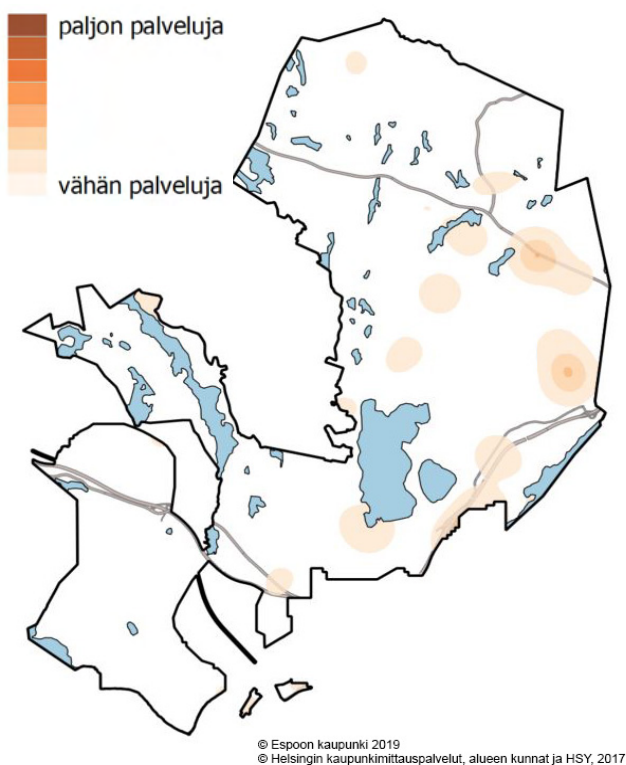 paljon palveluja
vähän palveluja
© Espoon kaupunki 2019
© Helsingin kaupunkimittauspalvelut, alueen kunnat ja HSY, 2017